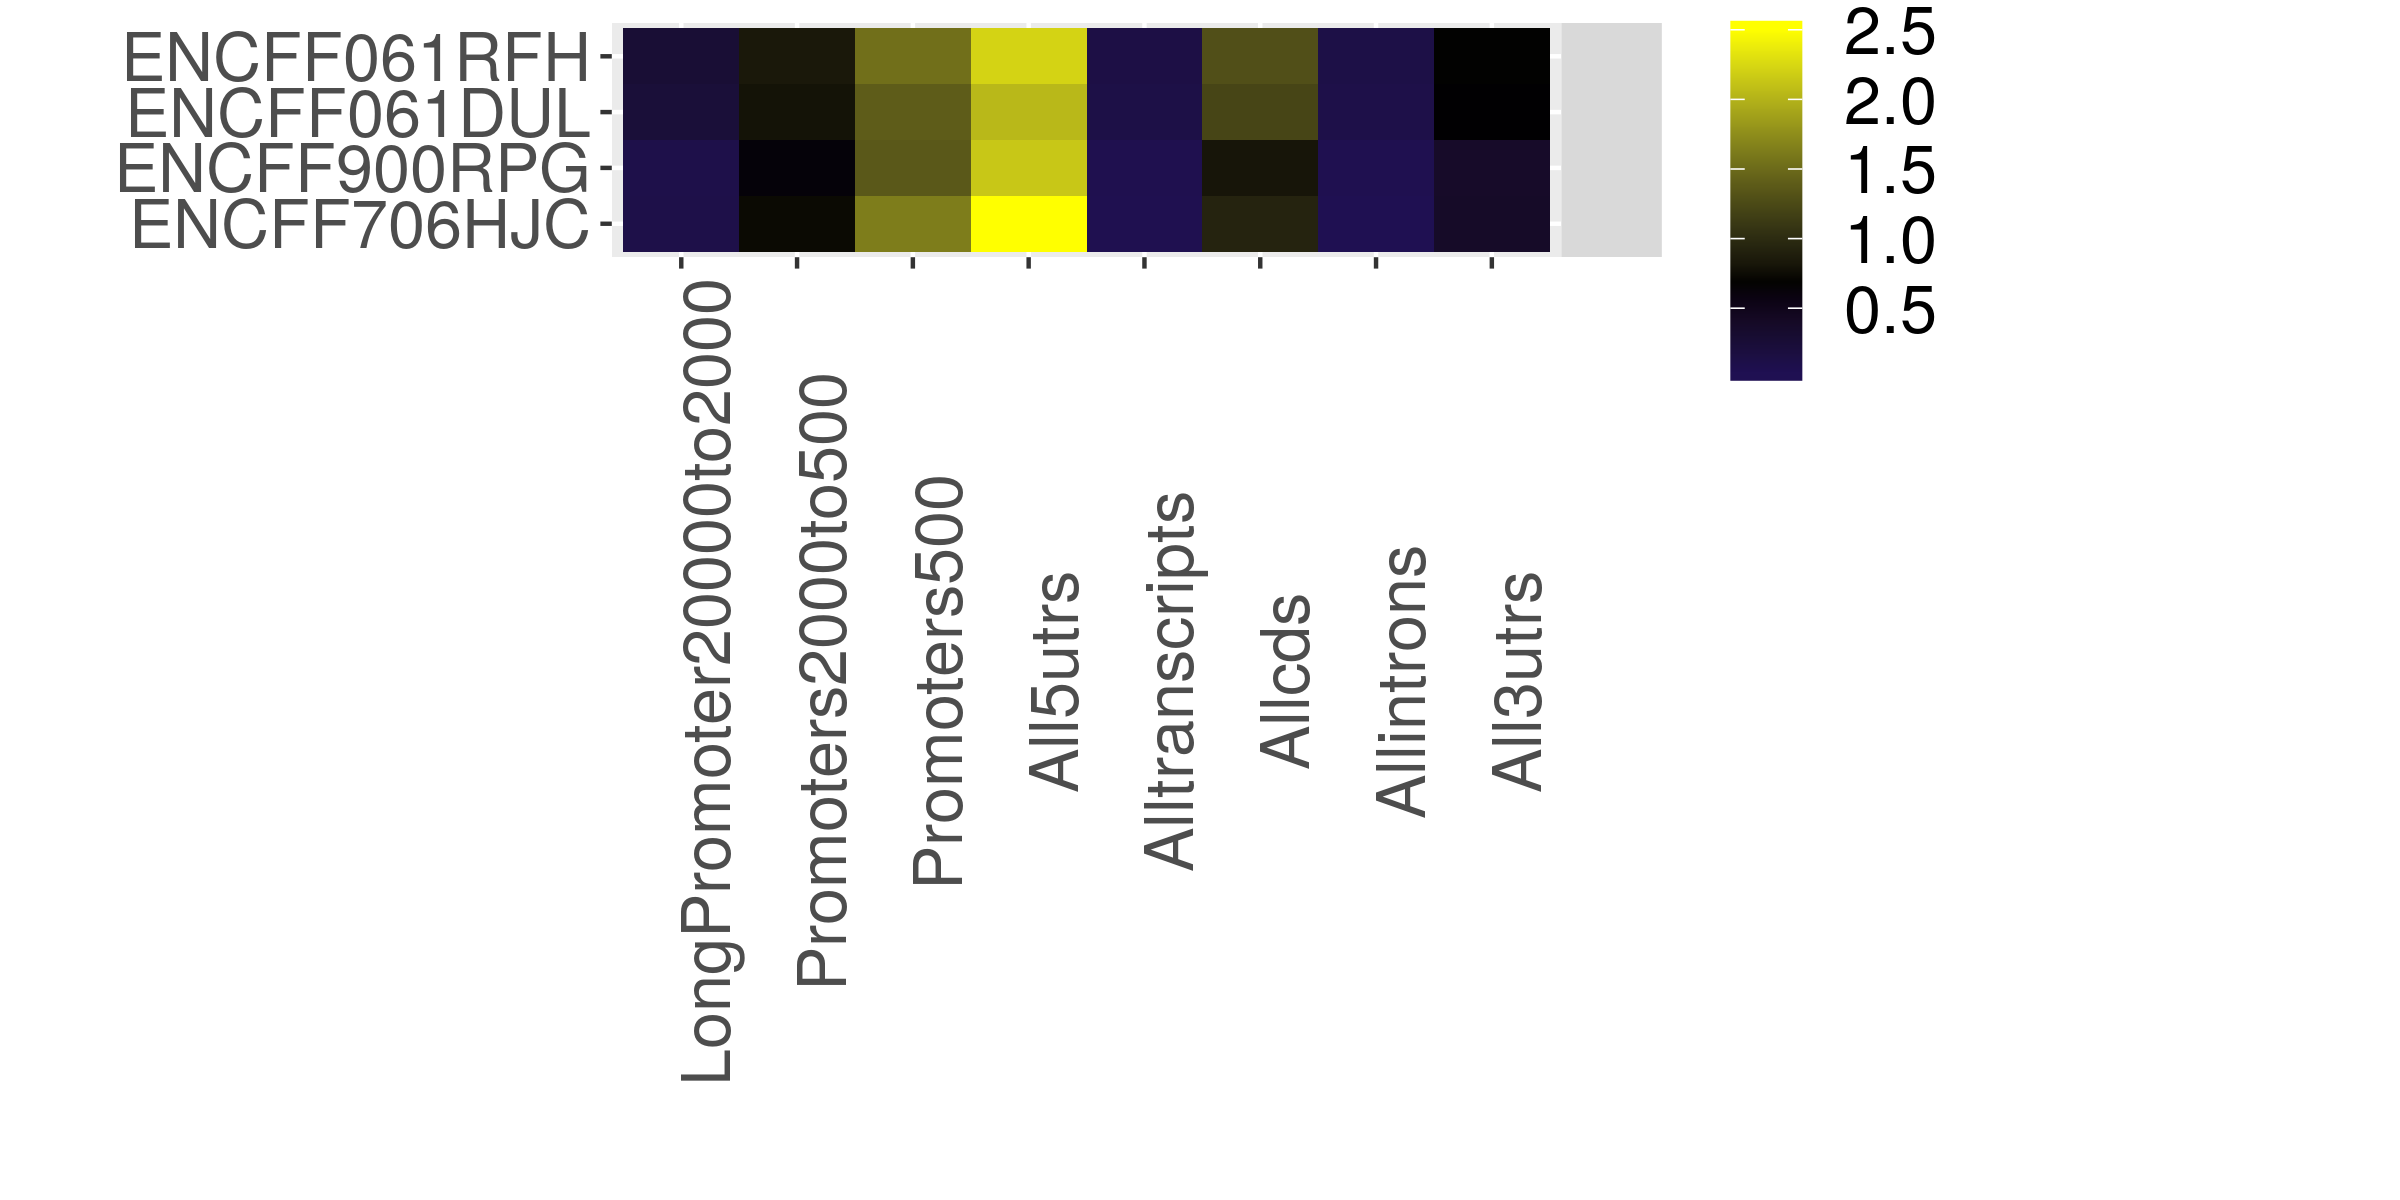 ENCFF061RFH
ENCFF061DUL
ENCFF900RPG
ENCFF706HJC
2.5
2.0
1.5
1.0
0.5
LongPromoter20000to2000
Promoters2000to500
Promoters500
All5utrs
Alltranscripts
Allcds
Allintrons
All3utrs